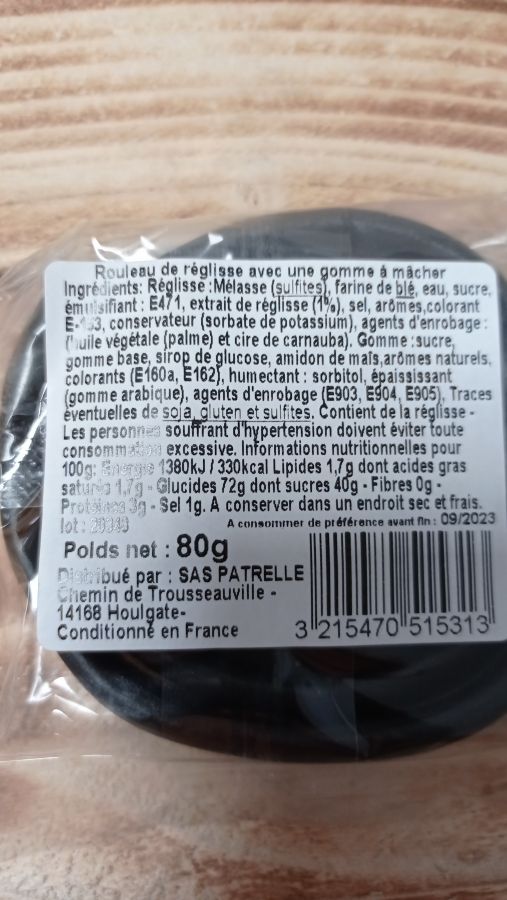 Rouleau de réglisse avec une gomme à mâcher
Ingrédients: Réglisse :Mélasse (sulfites), farine de blé, eau, sucre,
émulsifiant : E471, extrait de réglisse (1%), sel, arômes,colorant
conservateur (sorbate de potassium), agents d'enrobage :
(huile végétale (palme) et cire de carnauba). Gomme :sucre,
gomme base, sirop de glucose, amidon de maïs,arômes naturels,
colorants (E160a, E162), humectant : sorbitol, épaississant
(gomme arabique), agents d'enrobage (E903, E904, E905), Traces
éventuelles de soja, gluten et sulfites. Contient de la réglisse -
Les personnes souffrant d'hypertension doivent éviter toute
consommation excessive. Informations nutritionnelles pour
100g: Energie 1380kJ / 330kcal Lipides 1,7g dont acides gras
saturés 1,7g - Glucides 72g dont sucres 40g - Fibres 0g -
Protéines 3g - Sel 1g. A conserver dans un endroit sec et frais.
lot :
A consommer de préférence avant fin : 09/2023
Poids net : 80g
Distribué par : SAS PATRELLE
Chemin de Trousseauville -
14168 Houlgate-
Conditionné en France
3 215470 515313